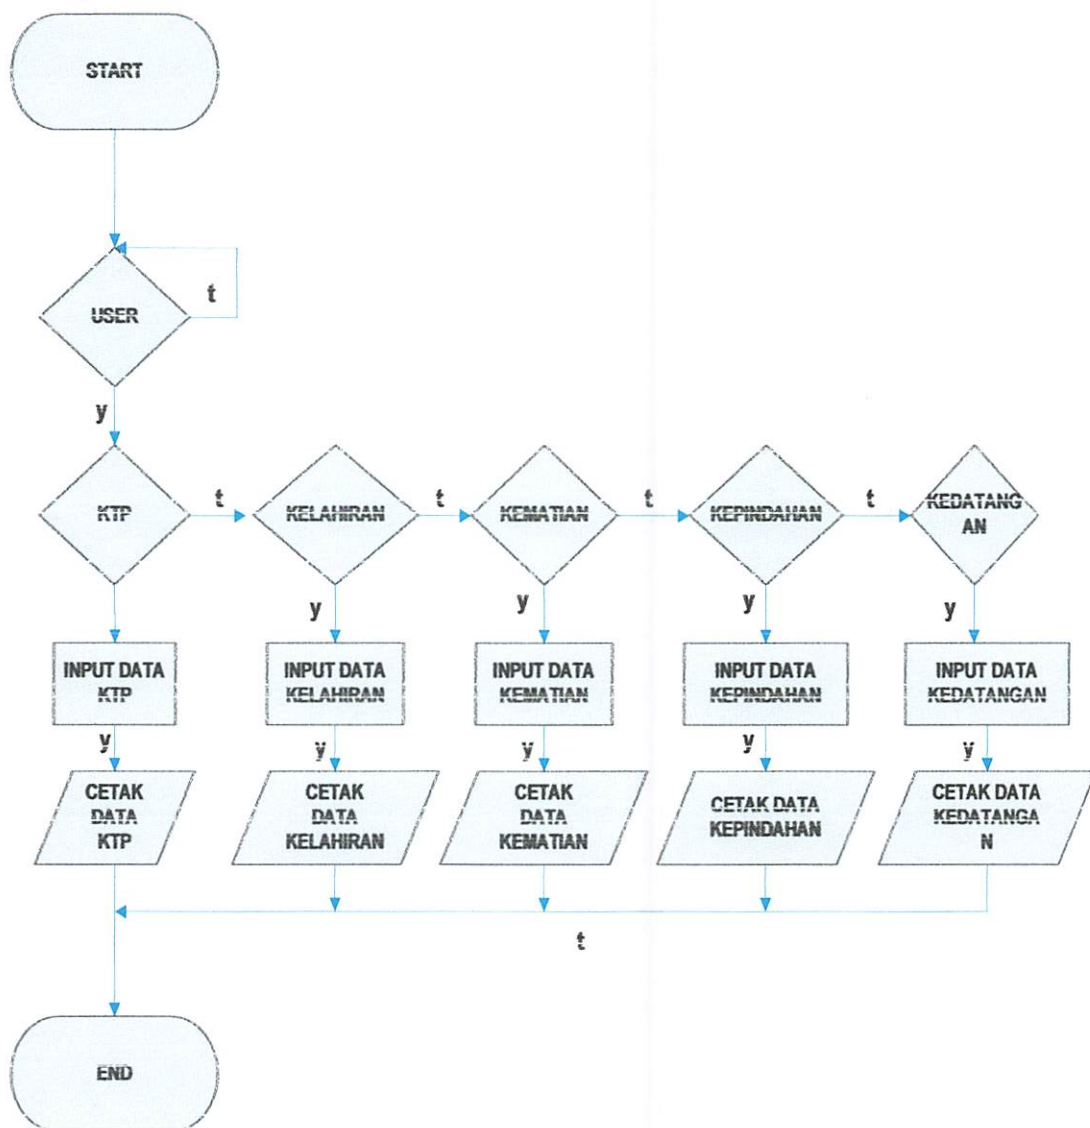 START
t
USER
y
KTP
t
KELAHIRAN
t
KEMATIAN
t
KEPINDAHAN
t
KEDATANG
AN
y
y
y
y
INPUT DATA
KTP
INPUT DATA
KELAHIRAN
INPUT DATA
KEMATIAN
INPUT DATA
KEPINDAHAN
INPUT DATA
KEDATANGAN
y
y
y
y
y
CETAK
DATA
KTP
CETAK
DATA
KELAHIRAN
CETAK
DATA
KEMATIAN
CETAK DATA
KEPINDAHAN
CETAK DATA
KEDATANGA
N
t
END